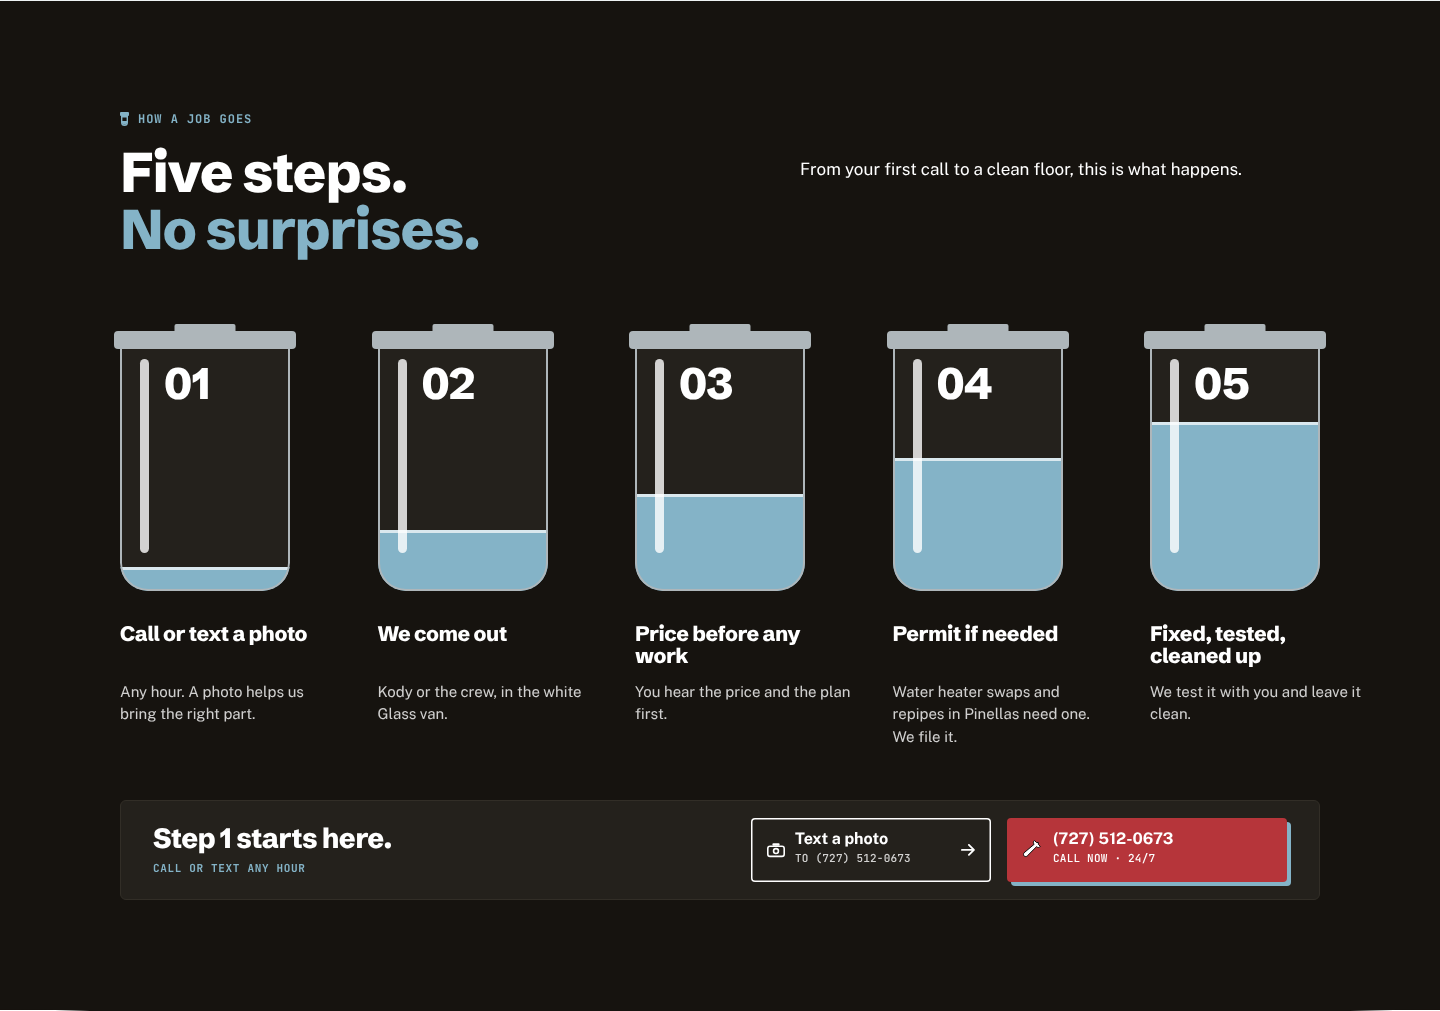 HOW A JOB GOES
Five steps.
No surprises.
From your first call to a clean floor, this is what happens.
01
02
03
04
05
Call or text a photo
Any hour. A photo helps us
bring the right part.
We come out
Kody or the crew, in the white
Glass van.
Price before any
work
You hear the price and the plan
first.
Permit if needed
Water heater swaps and
repipes in Pinellas need one.
We file it.
Fixed, tested,
cleaned up
We test it with you and leave it
clean.
Step 1 starts here.
CALL OR TEXT ANY HOUR
Text a photo
TO (727) 512-0673
(727) 512-0673
CALL NOW · 24/7